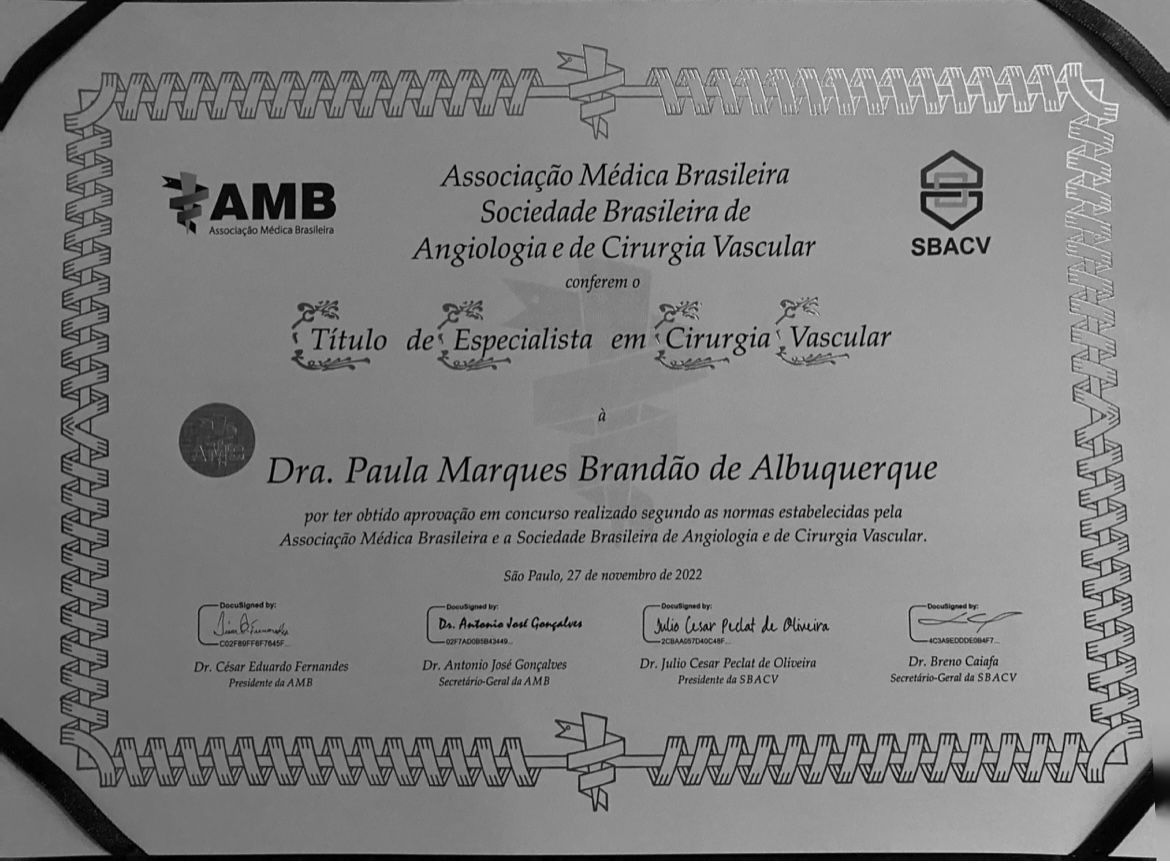 AMB
Associação Médica Brasileira
Associação Médica Brasileira
Sociedade Brasileira de
Angiologia e de Cirurgia Vascular
SBACV
conferem o
Título de Especialista em Cirurgia Vascular
à
AMB
Dra. Paula Marques Brandão de Albuquerque
por ter obtido aprovação em concurso realizado segundo as normas estabelecidas pela
Associação Médica Brasileira e a Sociedade Brasileira de Angiologia e de Cirurgia Vascular.
São Paulo, 27 de novembro de 2022
DocuSigned by:
C02F89FF6F7645F...
Dr. César Eduardo Fernandes
Presidente da AMB
DocuSigned by:
Dr. Antonio José Gonçalves
02F7AD0B5B43449...
Dr. Antonio José Gonçalves
Secretário-Geral da AMB
DocuSigned by:
Julio Cesar Peclat de Oliveira
2CBAA057D40C48F...
Dr. Julio Cesar Peclat de Oliveira
Presidente da SBACV
DocuSigned by:
4C3A9EDDDE0B4F7...
Dr. Breno Caiafa
Secretário-Geral da SBACV